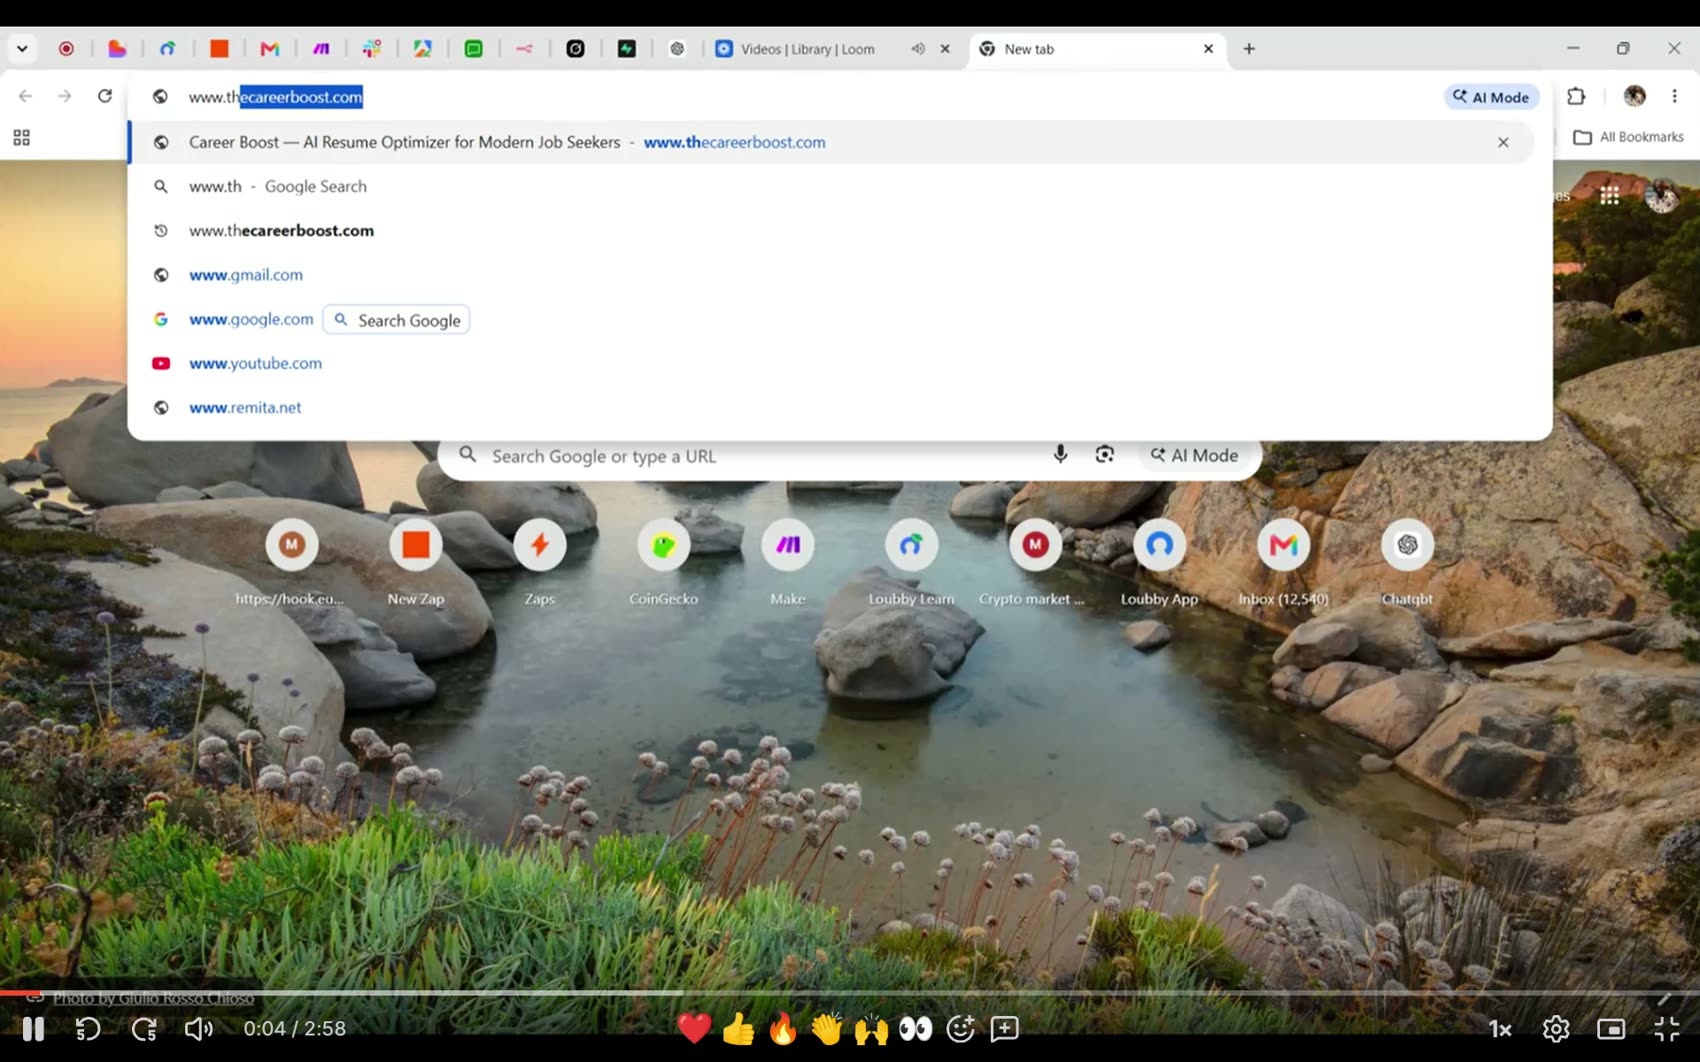 Videos | Library | Loom
New tab
www.thecareerboost.com
AI Mode
All Bookmarks
Career Boost — AI Resume Optimizer for Modern Job Seekers - www.thecareerboost.com
www.th - Google Search
www.thecareerboost.com
www.gmail.com
www.google.com Search Google
www.youtube.com
www.remita.net
Search Google or type a URL
AI Mode
M
M
https://hook.eu...
New Zap
Zaps
CoinGecko
Make
Loubby Learn
Crypto market ...
Loubby App
Inbox (12,540)
Chatgbt
Photo by Giulio Rosso Chioso
5
5
0:04 / 2:58
1x